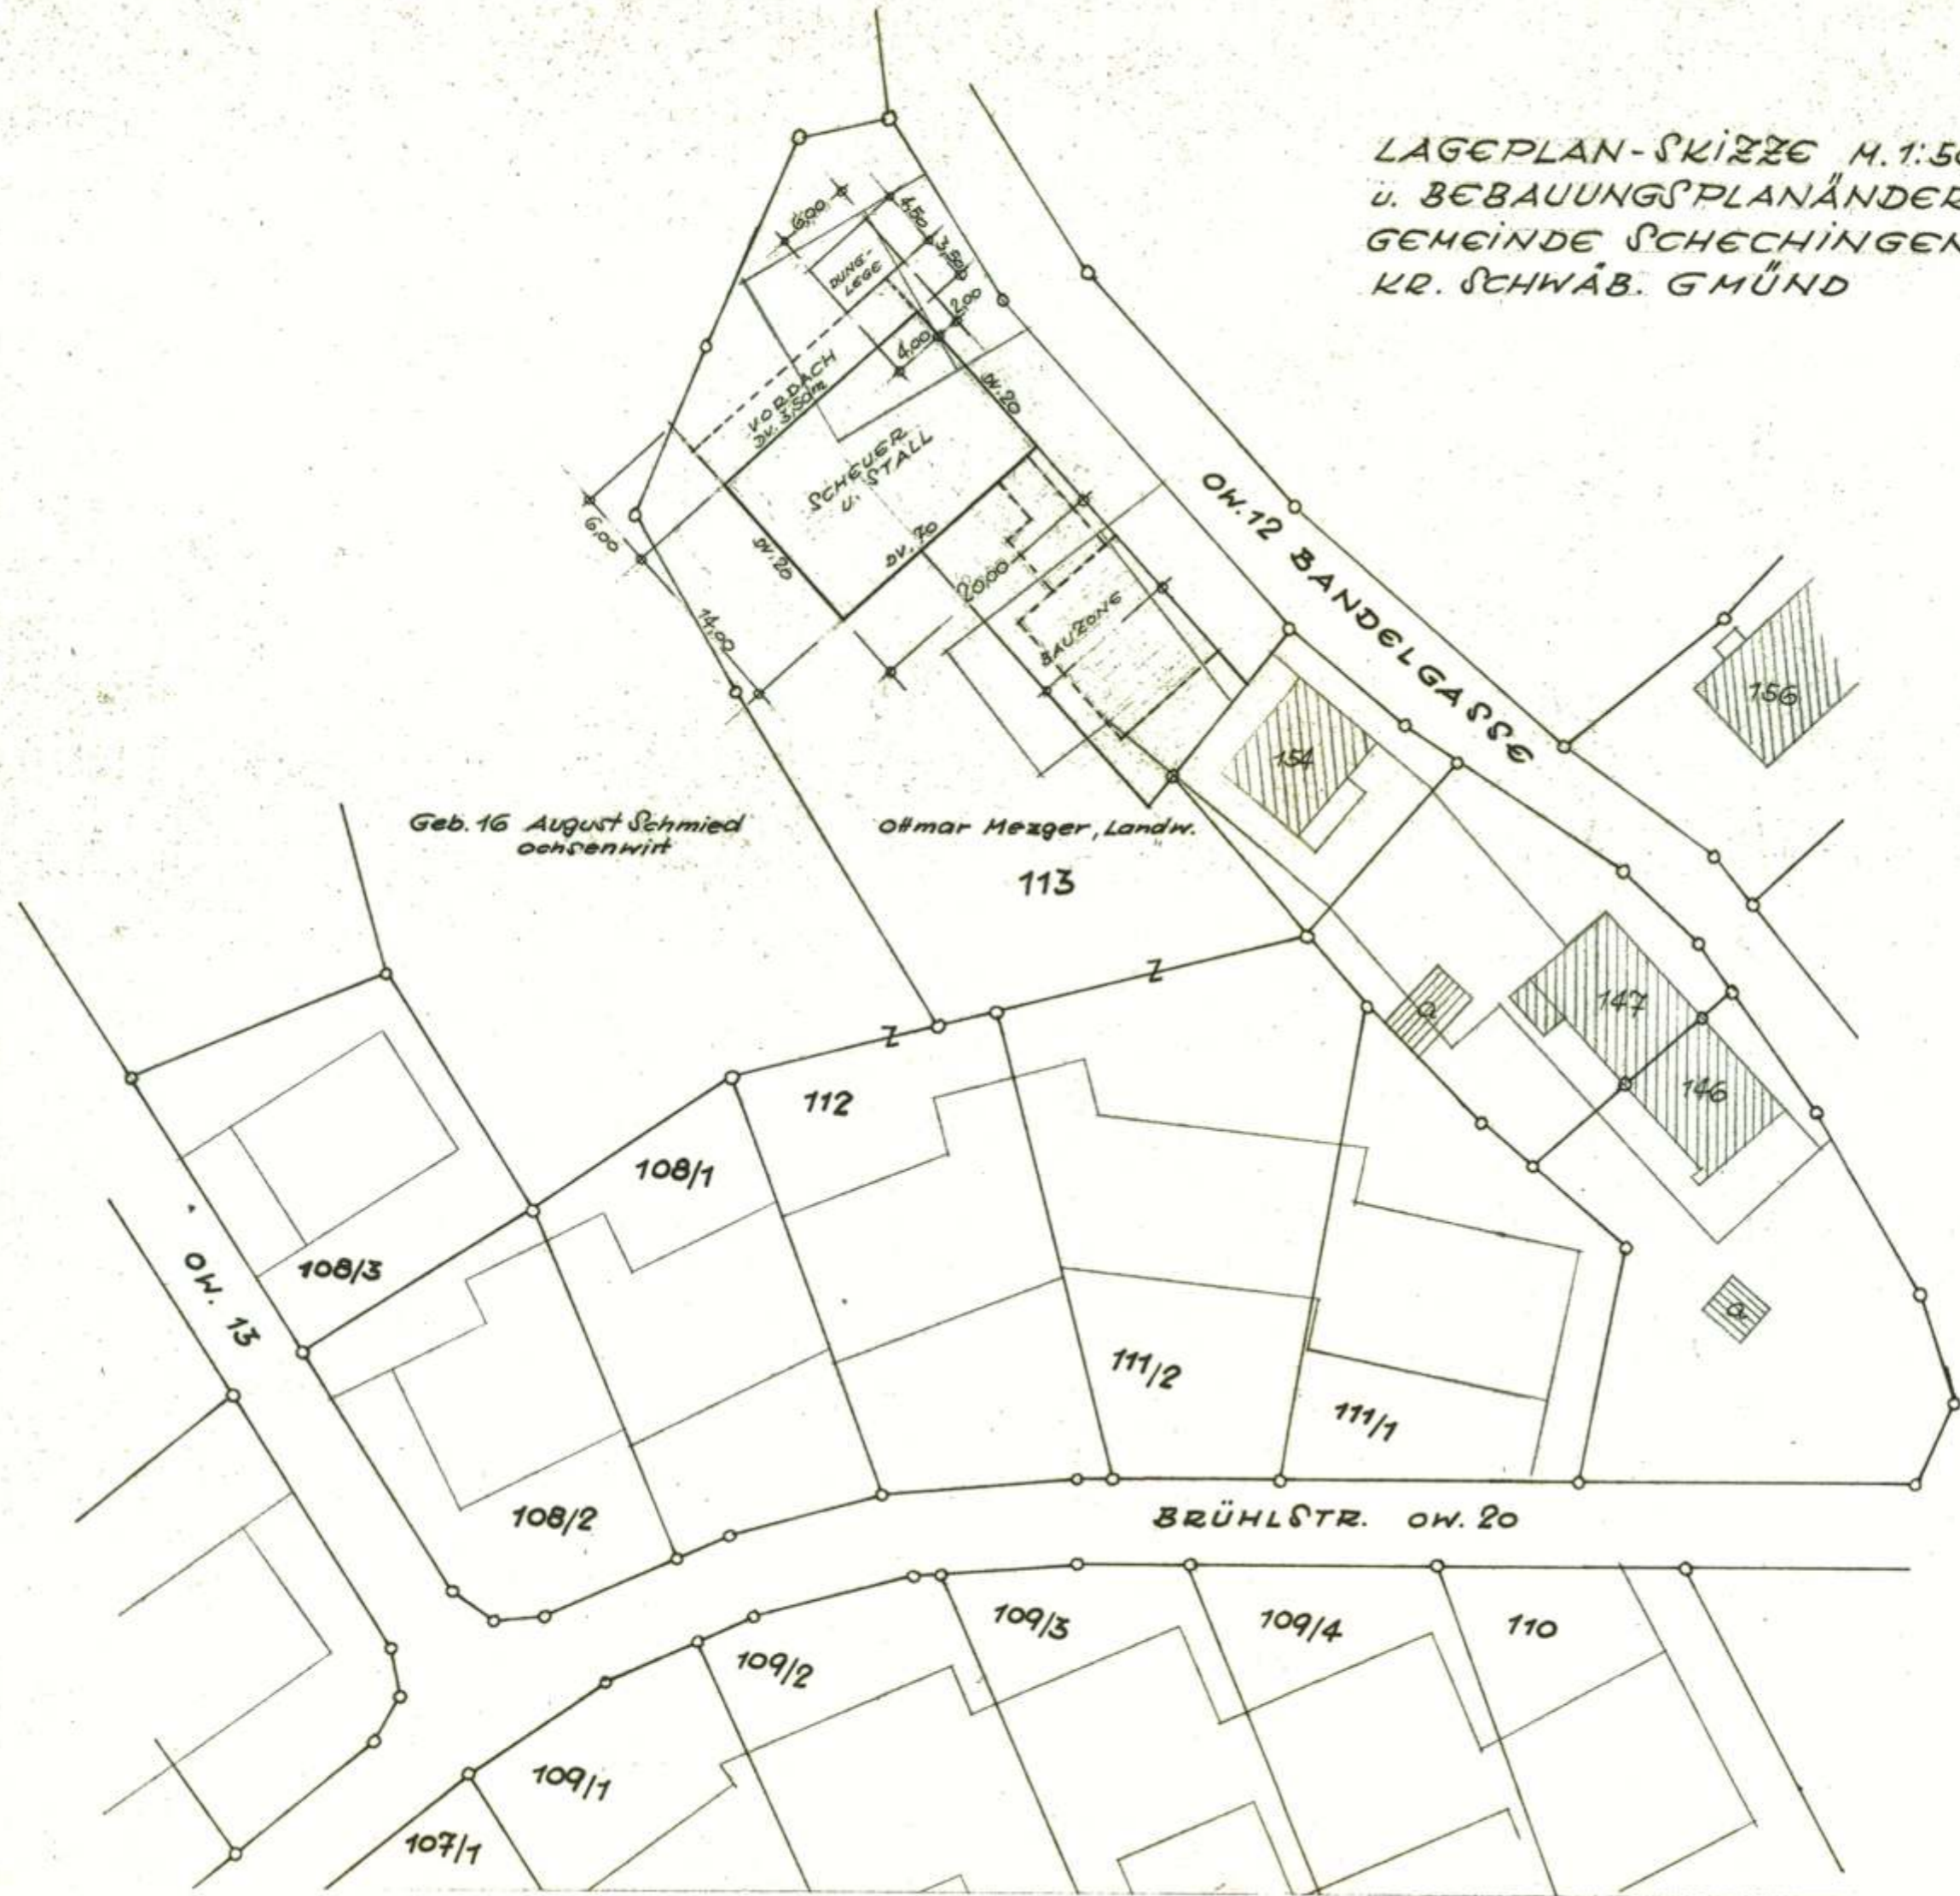 LAGEPLAN-SKIZZE M. 1:50
u. BEBAUUNGSPLANÄNDER
GEMEINDE SCHECHINGEN
KR. SCHWÄB. GMÜND
6,00
4,50
3,50
DUNG-
LEGE
2,00
4,00
VORDACH
DV. 3,50m
DV. 20
SCHEUER
u. STALL
6,00
DV. 20
DV. 70
20,00
14,00
BAUZONE
OW. 12 BANDELGASSE
156
154
Geb. 16 August Schmied
Ochsenwirt
Ottmar Mezger, Landw.
113
Z
Z
a
147
146
112
108/1
108/3
OW. 13
a
111/2
111/1
108/2
BRÜHLSTR. OW. 20
109/3
109/4
110
109/2
109/1
107/1